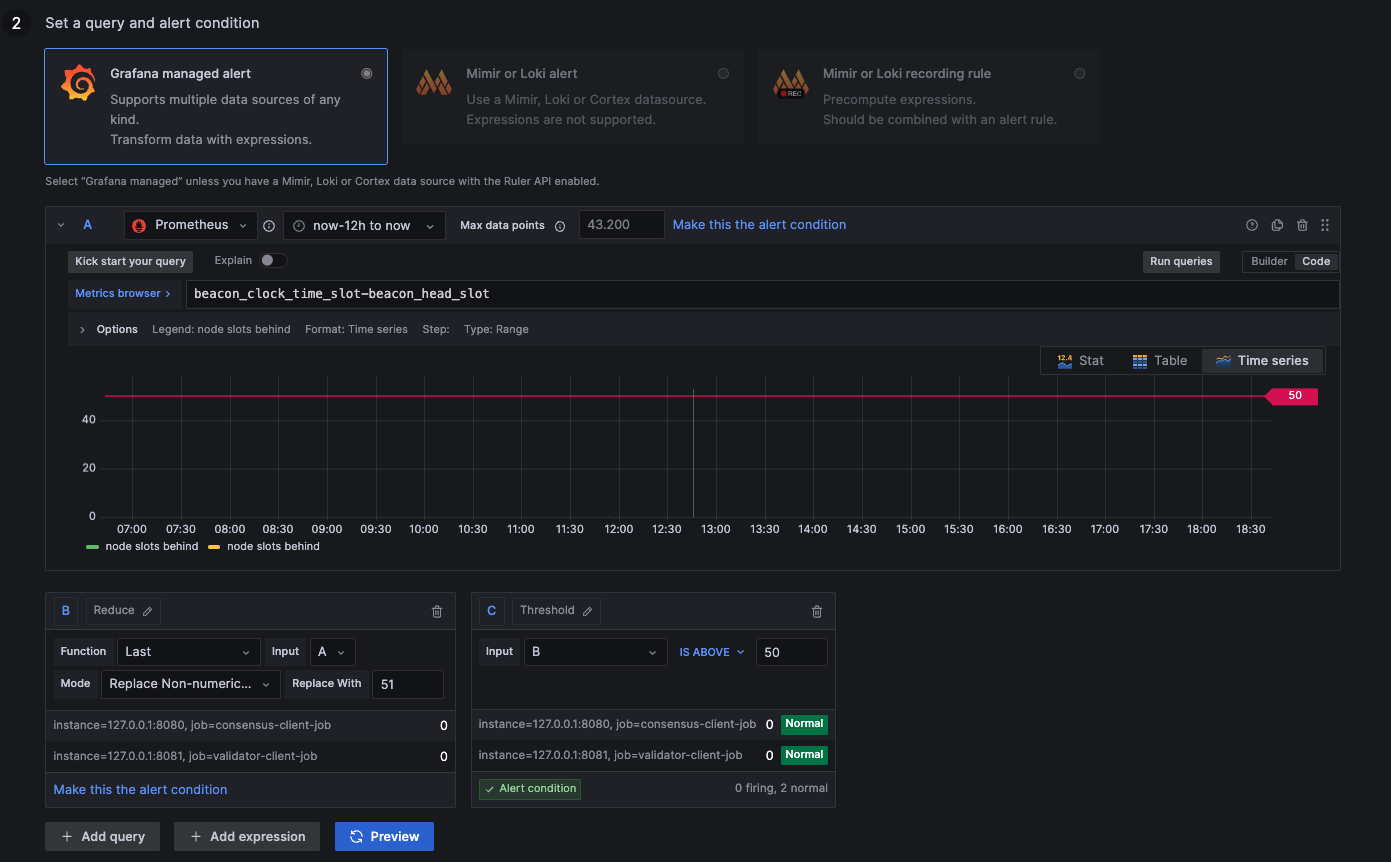 2 Set a query and alert condition
Grafana managed alert
Supports multiple data sources of any
kind.
Transform data with expressions.
Mimir or Loki alert
Use a Mimir, Loki or Cortex datasource.
Expressions are not supported.
REC
Mimir or Loki recording rule
Precompute expressions.
Should be combined with an alert rule.
Select "Grafana managed" unless you have a Mimir, Loki or Cortex data source with the Ruler API enabled.
A Prometheus now-12h to now Max data points 43.200 Make this the alert condition
Kick start your query Explain Run queries Builder Code
Metrics browser > beacon_clock_time_slot-beacon_head_slot
> Options Legend: node slots behind Format: Time series Step: Type: Range
12.4 Stat Table Time series
50
40
20
0
07:00 07:30 08:00 08:30 09:00 09:30 10:00 10:30 11:00 11:30 12:00 12:30 13:00 13:30 14:00 14:30 15:00 15:30 16:00 16:30 17:00 17:30 18:00 18:30
node slots behind node slots behind
B Reduce
Function Last Input A
Mode Replace Non-numeric... Replace With 51
instance=127.0.0.1:8080, job=consensus-client-job 0
instance=127.0.0.1:8081, job=validator-client-job 0
Make this the alert condition
C Threshold
Input B IS ABOVE 50
instance=127.0.0.1:8080, job=consensus-client-job 0 Normal
instance=127.0.0.1:8081, job=validator-client-job 0 Normal
Alert condition 0 firing, 2 normal
+ Add query + Add expression Preview